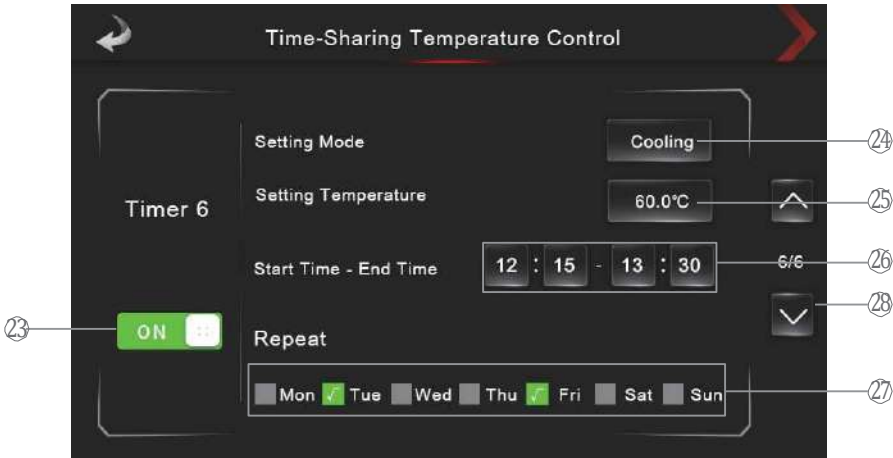 Time-Sharing Temperature Control
Setting Mode
Cooling
24
Timer 6
Setting Temperature
60.0℃
25
Start Time - End Time
12 : 15 - 13 : 30
6/6
26
28
23
ON
Repeat
Mon √ Tue Wed Thu √ Fri Sat Sun
27